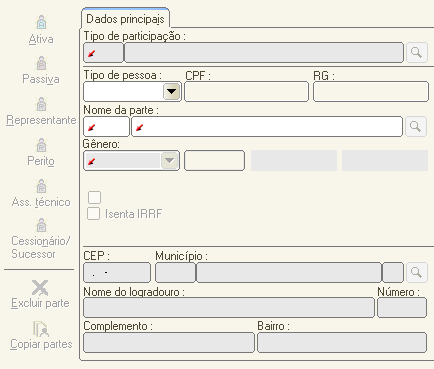 Ativa
Passiva
Representante
Perito
Ass. técnico
Cessionário/
Sucessor
Excluir parte
Copiar partes
Dados principais
Tipo de participação :
Tipo de pessoa : CPF : RG :
Nome da parte :
Gênero:
Isenta IRRF
CEP : Município :
. -
Nome do logradouro : Número :
Complemento : Bairro :